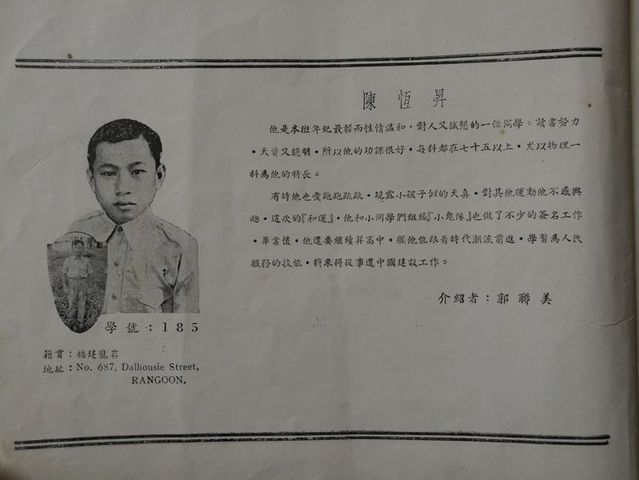 陳恆昇
他是本班年紀最輕而性情溫和，對人又誠懇的一位同學。讀書努力
，天資又聰明，所以他的功課很好，每科都在七十五以上，尤以物理一
科為他的特長。
有時他也愛跑跑跳跳，現露小孩子似的天真，對其他運動他不感興
趣，這次的『和運』，他和小同學們組織『小鬼隊』也做了不少的簽名工作
，畢業後，他還要繼續昇高中，願他能跟着時代潮流前進，學習為人民
服務的技能，將來得從事還中國建設工作。
介紹者：郭聯美
學號：185
籍貫：福建龍岩
地址：No. 687, Dalhousie Street,
RANGOON.